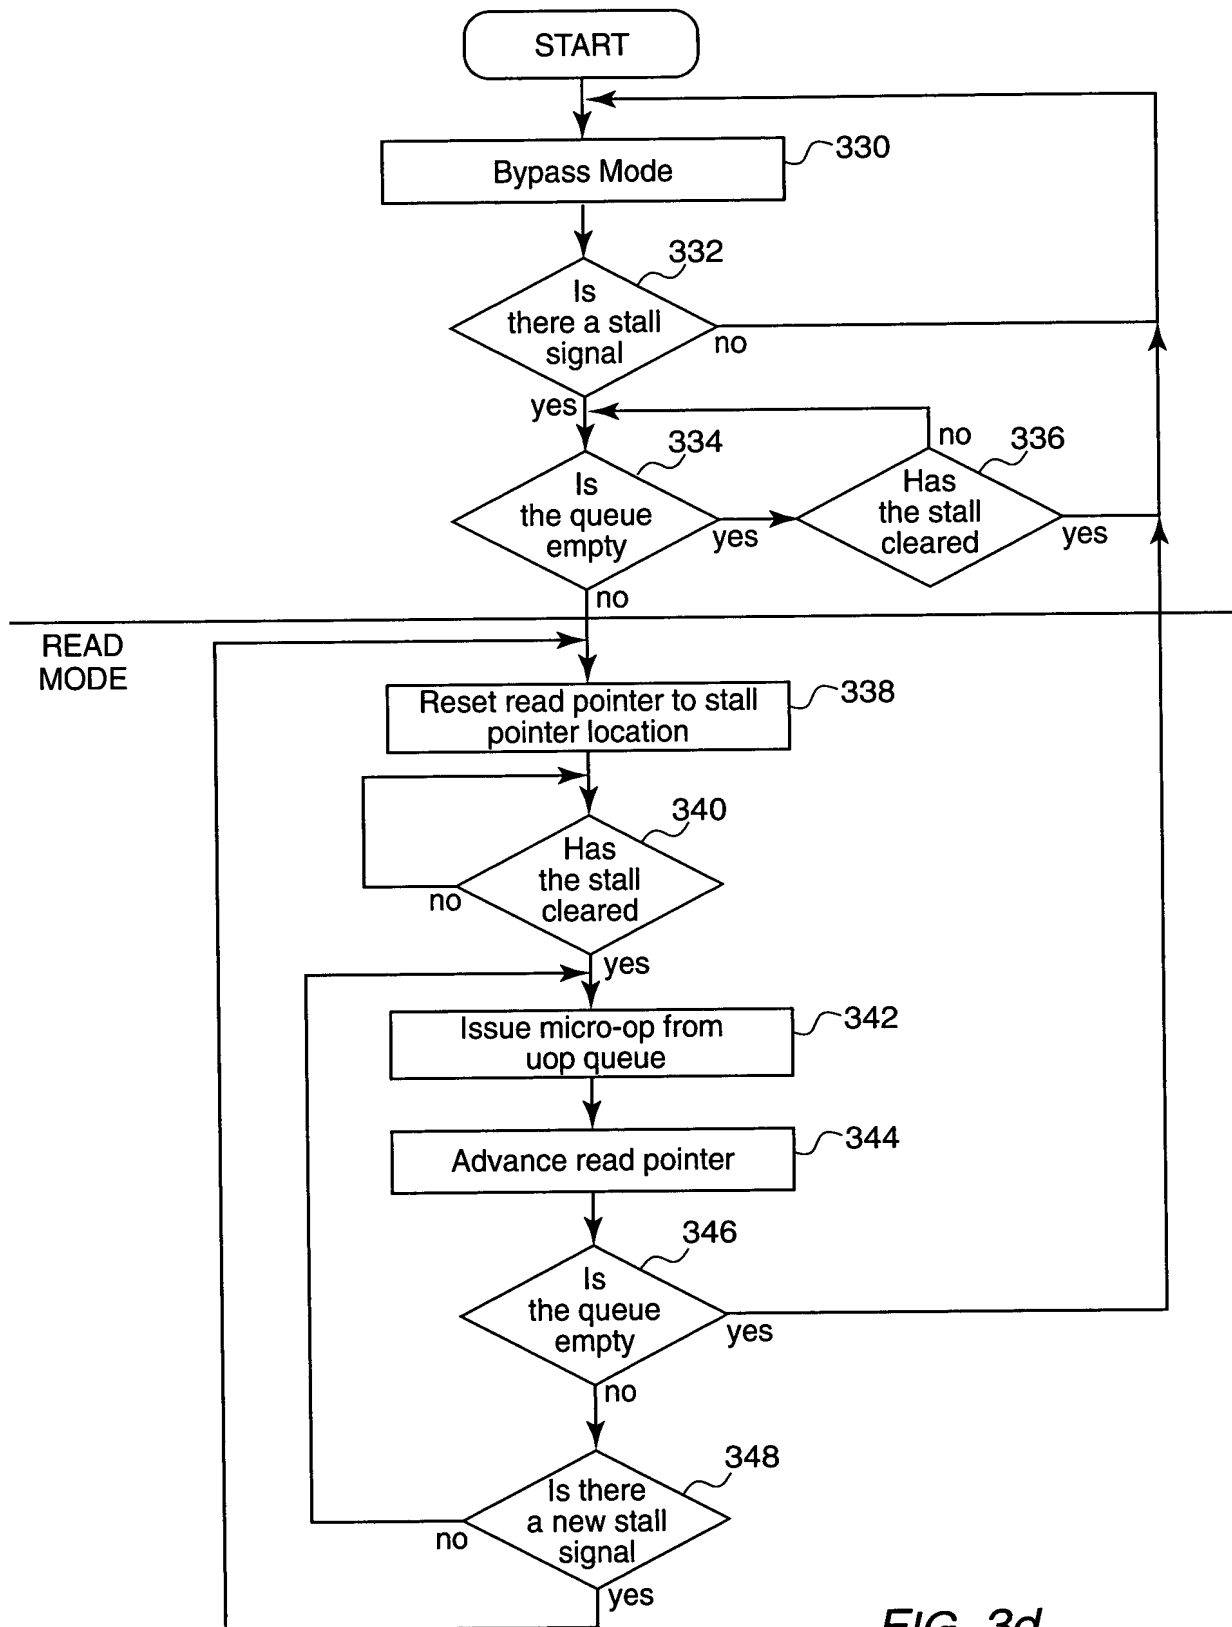 START
330
Bypass Mode
332
Is
there a stall
signal
no
yes
334
Is
the queue
empty
yes
no
336
Has
the stall
cleared
no
yes
READ
MODE
338
Reset read pointer to stall
pointer location
340
Has
the stall
cleared
no
yes
342
Issue micro-op from
uop queue
344
Advance read pointer
346
Is
the queue
empty
yes
no
348
Is there
a new stall
signal
no
yes
FIG. 3d